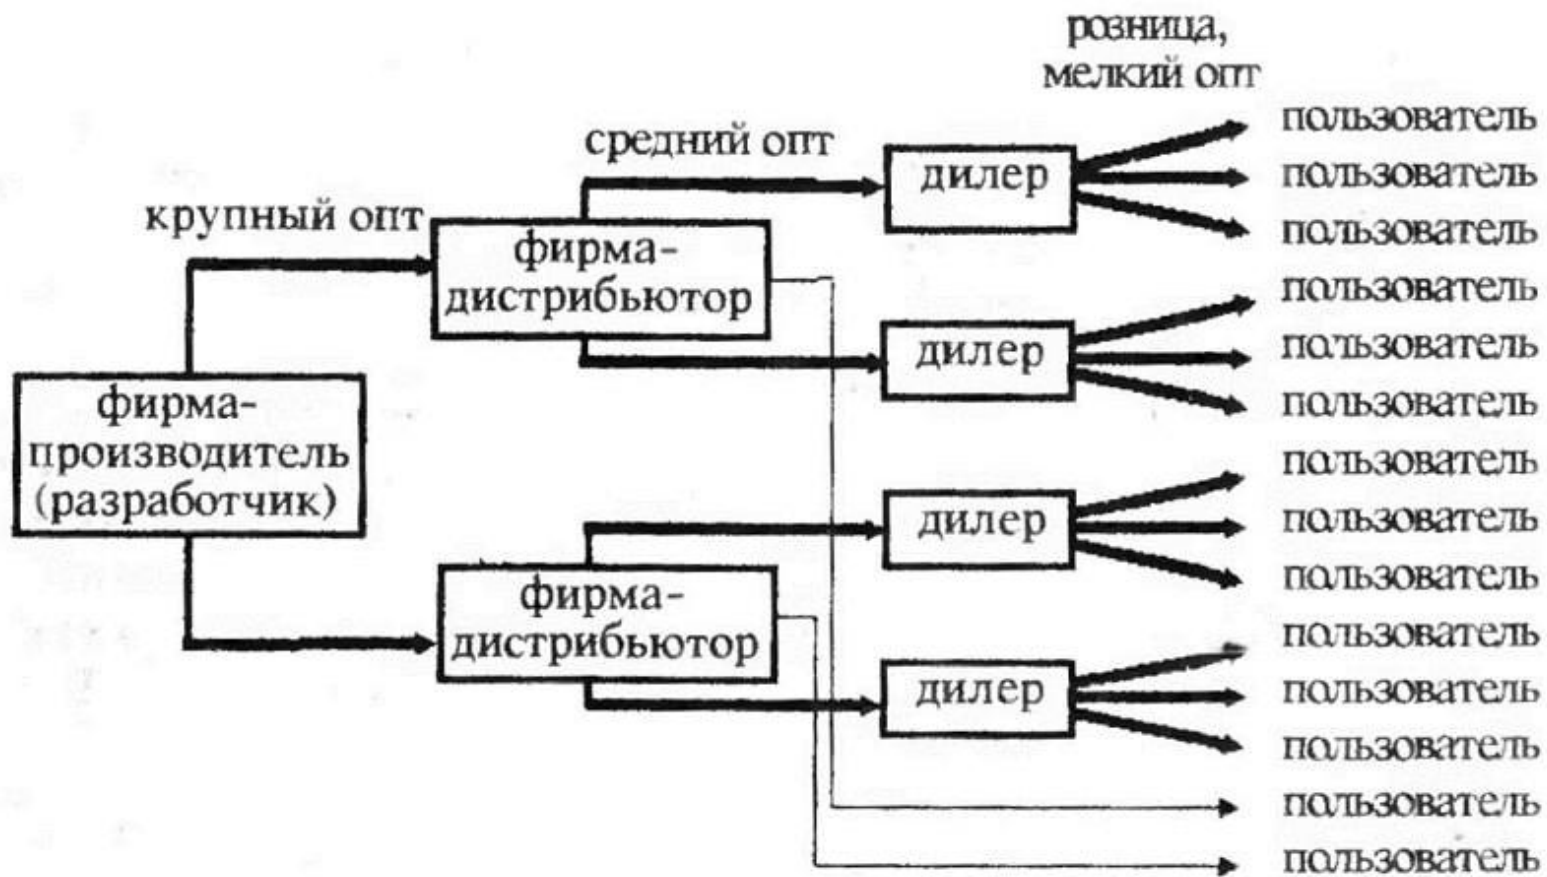 розница,
мелкий опт
пользователь
средний опт
дилер
пользователь
крупный опт
пользователь
фирма-
дистрибьютор
пользователь
дилер
пользователь
фирма-
производитель
(разработчик)
пользователь
пользователь
дилер
пользователь
фирма-
дистрибьютор
пользователь
пользователь
дилер
пользователь
пользователь
пользователь
пользователь